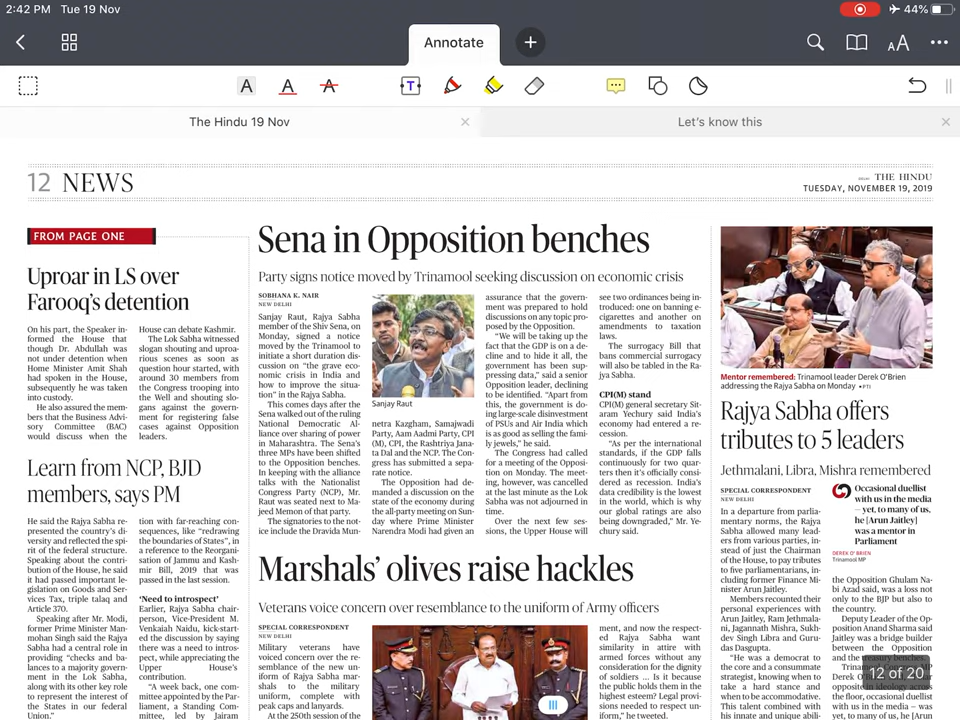 2:42 PM Tue 19 Nov
44%
Annotate
AA
A A A T
The Hindu 19 Nov
Let's know this
12 NEWS
THE HINDU
TUESDAY, NOVEMBER 19, 2019
FROM PAGE ONE
Uproar in LS over
Farooq's detention
On his part, the Speaker in-
formed the House that
though Dr. Abdullah was
not under detention when
Home Minister Amit Shah
had spoken in the House,
subsequently he was taken
into custody.
He also assured the mem-
bers that the Business Advi-
sory Committee (BAC)
would discuss when the
House can debate Kashmir.
The Lok Sabha witnessed
slogan shouting and uproa-
rious scenes as soon as
question hour started, with
around 30 members from
the Congress trooping into
the Well and shouting slo-
gans against the govern-
ment for registering false
cases against Opposition
leaders.
Learn from NCP, BJD
members, says PM
He said the Rajya Sabha re-
presented the country's di-
versity and reflected the spi-
rit of the federal structure.
Speaking about the contri-
bution of the House, he said
it had passed important le-
gislation on Goods and Ser-
vices Tax, triple talaq and
Article 370.
Speaking after Mr. Modi,
former Prime Minister Man-
mohan Singh said the Rajya
Sabha had a central role in
providing "checks and ba-
lances to a majority govern-
ment in the Lok Sabha,
along with its other key role
to represent the interest of
the States in our federal
Union."
tion with far-reaching con-
sequences, like "redrawing
the boundaries of States", in
a reference to the Reorgani-
sation of Jammu and Kash-
mir Bill, 2019 that was
passed in the last session.
'Need to introspect'
Earlier, Rajya Sabha chair-
person, Vice-President M.
Venkaiah Naidu, kick-start-
ed the discussion by saying
there was a need to intros-
pect, while appreciating the
Upper House's
contribution.
"A week back, one com-
mittee appointed by the Par-
liament, a Standing Com-
mittee, led by Jairam
Sena in Opposition benches
Party signs notice moved by Trinamool seeking discussion on economic crisis
SOBHANA K. NAIR
NEW DELHI
Sanjay Raut, Rajya Sabha
member of the Shiv Sena, on
Monday, signed a notice
moved by the Trinamool to
initiate a short duration dis-
cussion on "the grave eco-
nomic crisis in India and
how to improve the situa-
tion" in the Rajya Sabha.
This comes days after the
Sena walked out of the ruling
National Democratic Al-
liance over sharing of power
in Maharashtra. The Sena's
three MPs have been shifted
to the Opposition benches.
In keeping with the alliance
talks with the Nationalist
Congress Party (NCP), Mr.
Raut was seated next to Ma-
jeed Memon of that party.
The signatories to the not-
ice include the Dravida Mun-
Sanjay Raut
netra Kazgham, Samajwadi
Party, Aam Aadmi Party, CPI
(M), CPI, the Rashtriya Jana-
ta Dal and the NCP. The Con-
gress has submitted a sepa-
rate notice.
The Opposition had de-
manded a discussion on the
state of the economy during
the all-party meeting on Sun-
day where Prime Minister
Narendra Modi had given an
assurance that the govern-
ment was prepared to hold
discussions on any topic pro-
posed by the Opposition.
"We will be taking up the
fact that the GDP is on a de-
cline and to hide it all, the
government has been sup-
pressing data," said a senior
Opposition leader, declining
to be identified. "Apart from
this, the government is do-
ing large-scale disinvestment
of PSUs and Air India which
is as good as selling the fami-
ly jewels," he said.
The Congress had called
for a meeting of the Opposi-
tion on Monday. The meet-
ing, however, was cancelled
at the last minute as the Lok
Sabha was not adjourned in
time.
Over the next few ses-
sions, the Upper House will
see two ordinances being in-
troduced: one on banning e-
cigarettes and another on
amendments to taxation
laws.
The surrogacy Bill that
bans commercial surrogacy
will also be tabled in the Ra-
jya Sabha.
CPI(M) stand
CPI(M) general secretary Sit-
aram Yechury said India's
economy had entered a re-
cession.
"As per the international
standards, if the GDP falls
continuously for two quar-
ters then it's officially consi-
dered as recession. India's
data credibility is the lowest
in the world, which is why
our global ratings are also
being downgraded," Mr. Ye-
chury said.
Marshals' olives raise hackles
Veterans voice concern over resemblance to the uniform of Army officers
SPECIAL CORRESPONDENT
NEW DELHI
Military veterans have
voiced concern over the re-
semblance of the new uni-
form of Rajya Sabha mar-
shals to the military
uniform complete with
peak caps and lanyards.
At the 250th session of the
ment, and now the respect-
ed Rajya Sabha want
similarity in attire with
armed forces without any
consideration for the dignity
of soldiers ... Is it because
the public holds them in the
highest esteem? Legal provi-
sions needed to respect uni-
form," he tweeted.
Mentor remembered: Trinamool leader Derek O'Brien
addressing the Rajya Sabha on Monday •PTI
Rajya Sabha offers
tributes to 5 leaders
Jethmalani, Libra, Mishra remembered
SPECIAL CORRESPONDENT
NEW DELHI
In a departure from parlia-
mentary norms, the Rajya
Sabha allowed many lead-
ers from various parties, in-
stead of just the Chairman
of the House, to pay tributes
to five parliamentarians, in-
cluding former Finance Mi-
nister Arun Jaitley.
Members recounted their
personal experiences with
Arun Jaitley, Ram Jethmala-
ni, Jagannath Mishra, Sukh-
dev Singh Libra and Guru-
das Dasgupta.
"He was a democrat to
the core and a consummate
strategist, knowing when to
take a hard stance and
when to be accommodative.
This talented combined with
his innate and unique abili-
Occasional duellist
with us in the media
— yet, to many of us,
he [Arun Jaitley]
was a mentor in
Parliament
DEREK O' BRIEN
Trinamool MP
the Opposition Ghulam Na-
bi Azad said, was a loss not
only to the BJP but also to
the country.
Deputy Leader of the Op-
position Anand Sharma said
Jaitley was a bridge builder
between the Opposition
and the treasury benches.
12 of 20
the floor, occasional duellist
with us in the media — yet,
to many of us, he [Arun